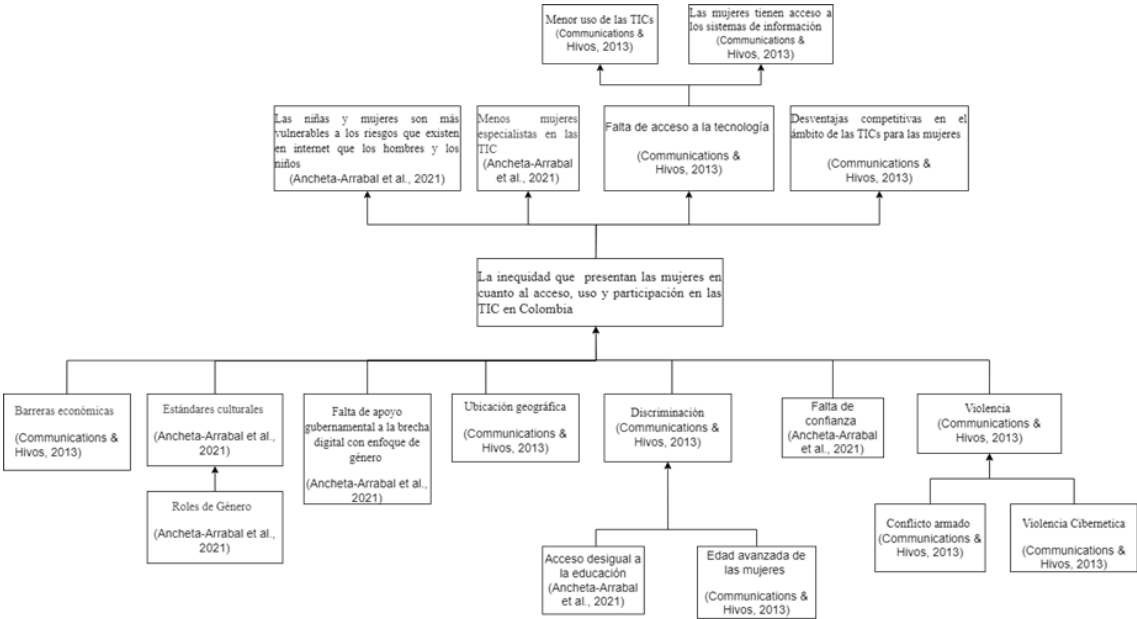 Menor uso de las TICs
(Communications &
Hivos, 2013)
Las mujeres tienen acceso a
los sistemas de información
(Communications &
Hivos, 2013)
Las niñas y mujeres son más
vulnerables a los riesgos que existen
en internet que los hombres y los
niños
(Ancheta-Arrabal et al., 2021)
Menos mujeres
especialistas en las
TIC
(Ancheta-Arrabal
et al., 2021)
Falta de acceso a la tecnología
(Communications &
Hivos, 2013)
Desventajas competitivas en el
ámbito de las TICs para las mujeres
(Communications &
Hivos, 2013)
La inequidad que presentan las mujeres en
cuanto al acceso, uso y participación en las
TIC en Colombia
Barreras económicas
(Communications &
Hivos, 2013)
Estándares culturales
(Ancheta-Arrabal et al.,
2021)
Falta de apoyo
gubernamental a la brecha
digital con enfoque de
género
(Ancheta-Arrabal et al., 2021)
Ubicación geográfica
(Communications &
Hivos, 2013)
Discriminación
(Communications &
Hivos, 2013)
Falta de
confianza
(Ancheta-Arrabal
et al., 2021)
Violencia
(Communications &
Hivos, 2013)
Roles de Género
(Ancheta-Arrabal et al.,
2021)
Acceso desigual a
la educación
(Ancheta-Arrabal
et al., 2021)
Edad avanzada de
las mujeres
(Communications &
Hivos, 2013)
Conflicto armado
(Communications &
Hivos, 2013)
Violencia Cibernetica
(Communications &
Hivos, 2013)